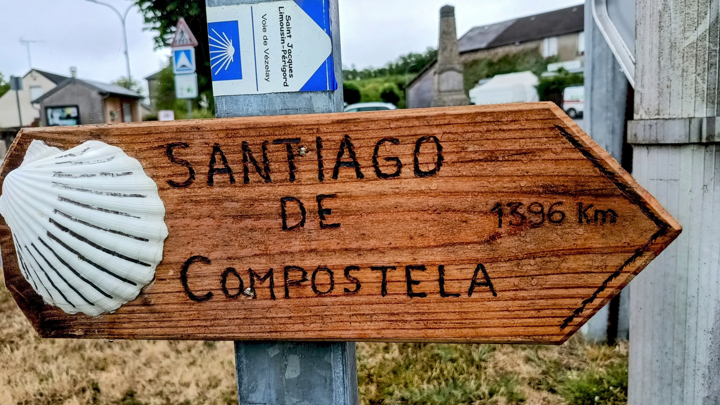 Saint Jacques
Limousin-Périgord
Voie de Vézelay
SANTIAGO
DE
COMPOSTELA
1396 Km